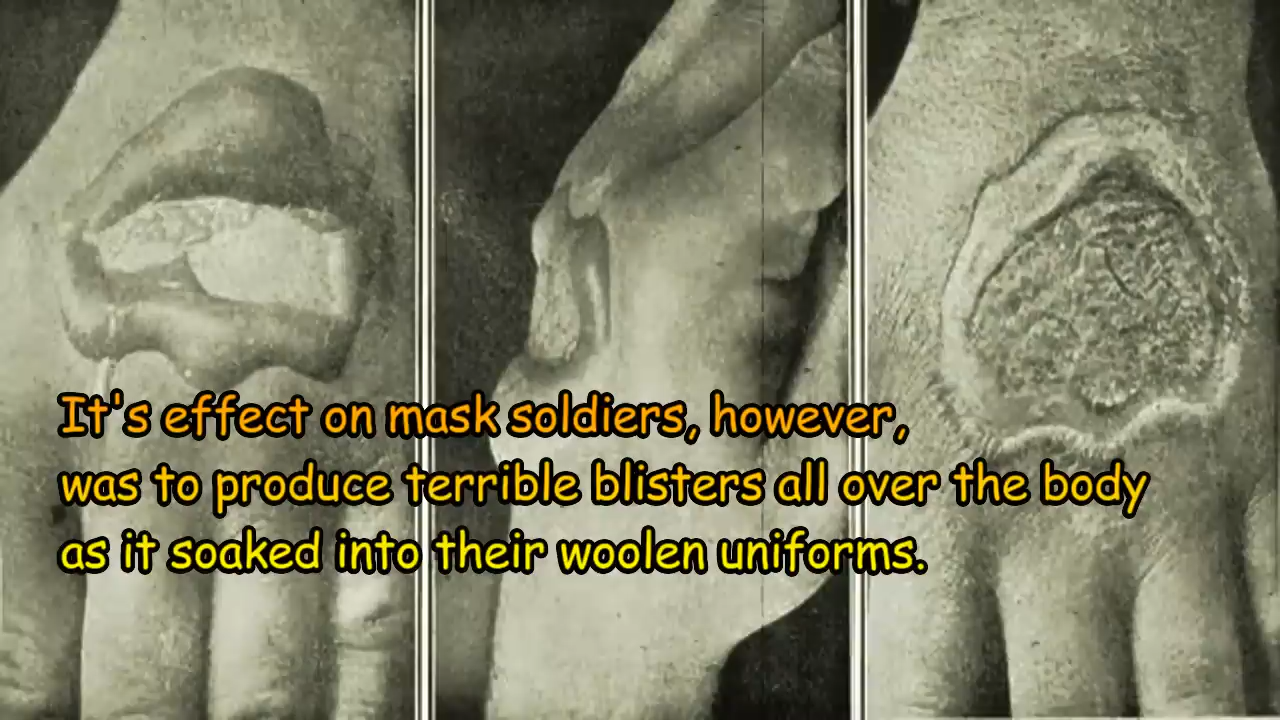 It's effect on mask soldiers, however,
was to produce terrible blisters all over the body
as it soaked into their woolen uniforms.